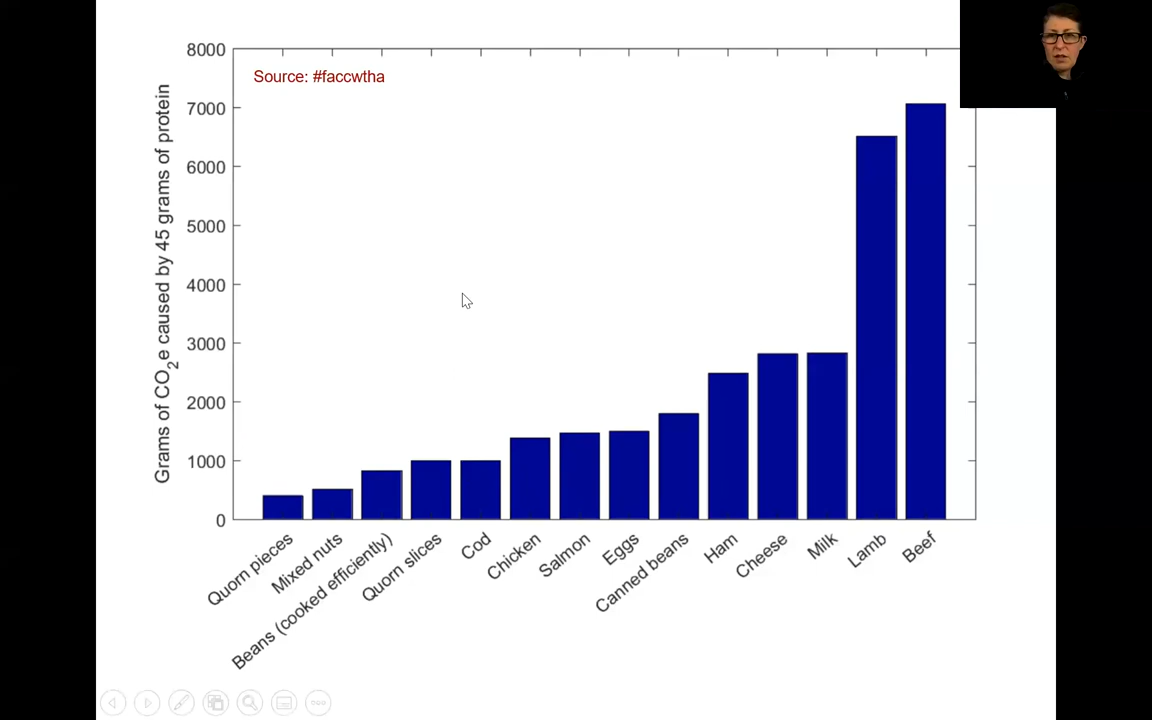 8000
Source: #faccwtha
7000
6000
5000
4000
3000
2000
1000
0
Grams of CO2e caused by 45 grams of protein
Quorn pieces
Mixed nuts
Beans (cooked efficiently)
Quorn slices
Cod
Chicken
Salmon
Eggs
Canned beans
Ham
Cheese
Milk
Lamb
Beef